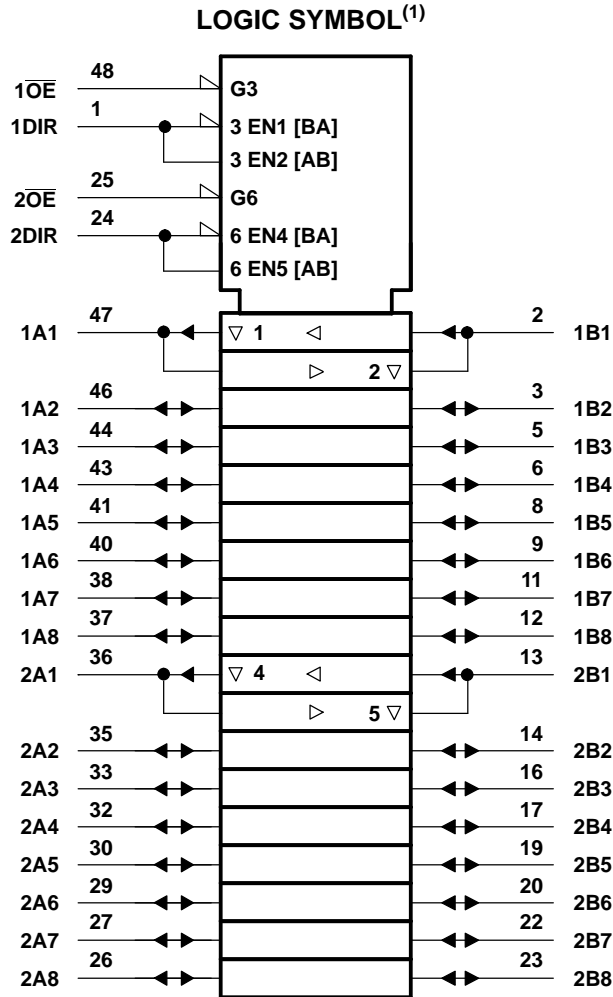 LOGIC SYMBOL(1)
1OE 48 G3
1DIR 1 3 EN1 [BA]
3 EN2 [AB]
2OE 25 G6
2DIR 24 6 EN4 [BA]
6 EN5 [AB]
1A1 47 ▽ 1 ◁ 2 1B1
▷ 2 ▽
1A2 46 3 1B2
1A3 44 5 1B3
1A4 43 6 1B4
1A5 41 8 1B5
1A6 40 9 1B6
1A7 38 11 1B7
1A8 37 12 1B8
2A1 36 ▽ 4 ◁ 13 2B1
▷ 5 ▽
2A2 35 14 2B2
2A3 33 16 2B3
2A4 32 17 2B4
2A5 30 19 2B5
2A6 29 20 2B6
2A7 27 22 2B7
2A8 26 23 2B8